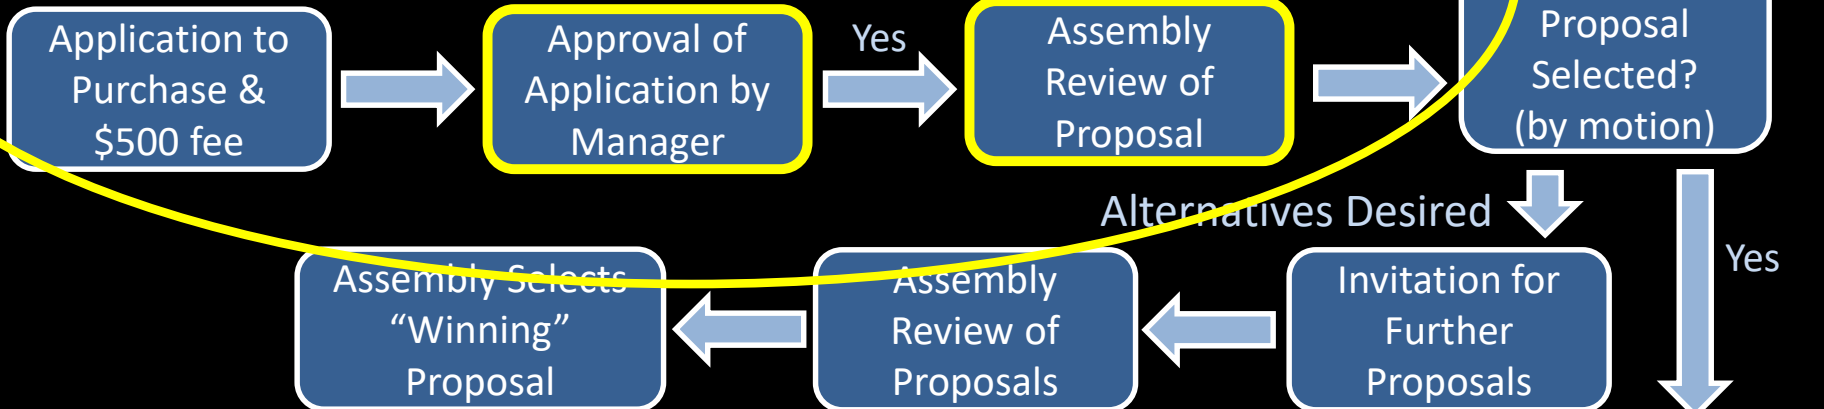 Application to
Purchase &
$500 fee
Approval of
Application by
Manager
Yes
Assembly
Review of
Proposal
Proposal
Selected?
(by motion)
Alternatives Desired
Yes
Assembly Selects
“Winning”
Proposal
Assembly
Review of
Proposals
Invitation for
Further
Proposals